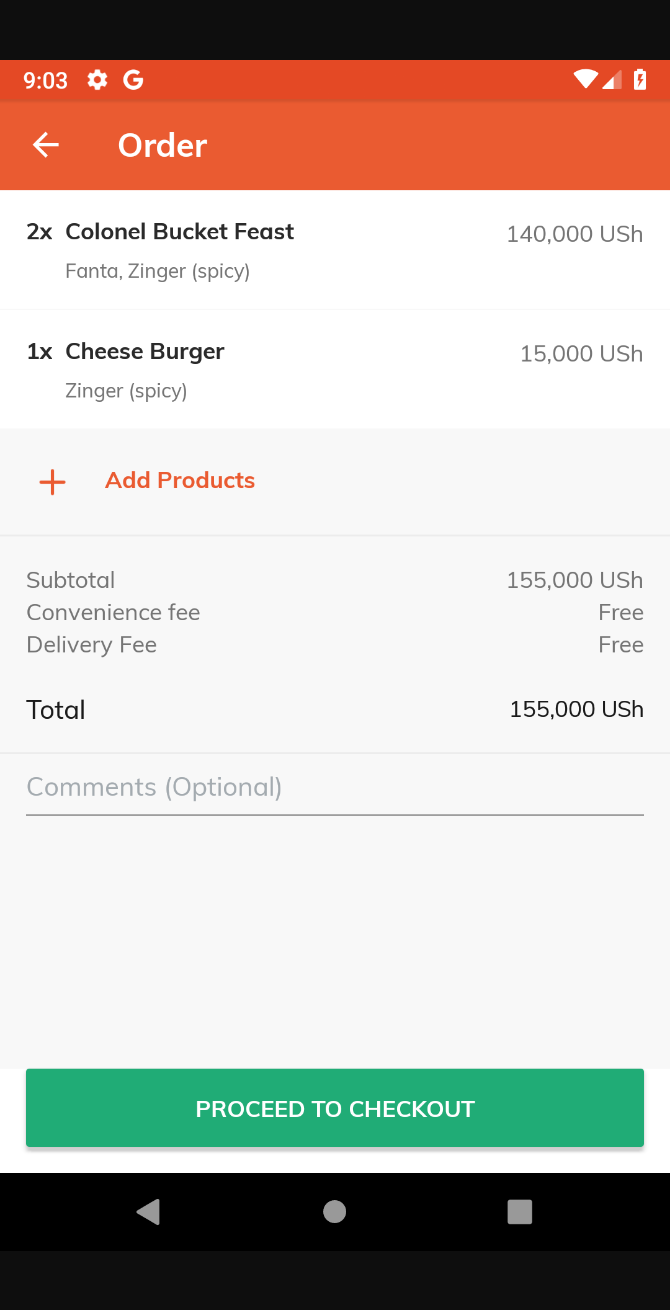 9:03
Order
2x Colonel Bucket Feast 140,000 USh
Fanta, Zinger (spicy)
1x Cheese Burger 15,000 USh
Zinger (spicy)
Add Products
Subtotal 155,000 USh
Convenience fee Free
Delivery Fee Free
Total 155,000 USh
Comments (Optional)
PROCEED TO CHECKOUT